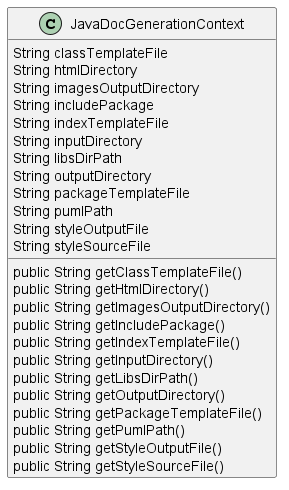 C JavaDocGenerationContext
String classTemplateFile
String htmlDirectory
String imagesOutputDirectory
String includePackage
String indexTemplateFile
String inputDirectory
String libsDirPath
String outputDirectory
String packageTemplateFile
String pumlPath
String styleOutputFile
String styleSourceFile
public String getClassTemplateFile()
public String getHtmlDirectory()
public String getImagesOutputDirectory()
public String getIncludePackage()
public String getIndexTemplateFile()
public String getInputDirectory()
public String getLibsDirPath()
public String getOutputDirectory()
public String getPackageTemplateFile()
public String getPumlPath()
public String getStyleOutputFile()
public String getStyleSourceFile()